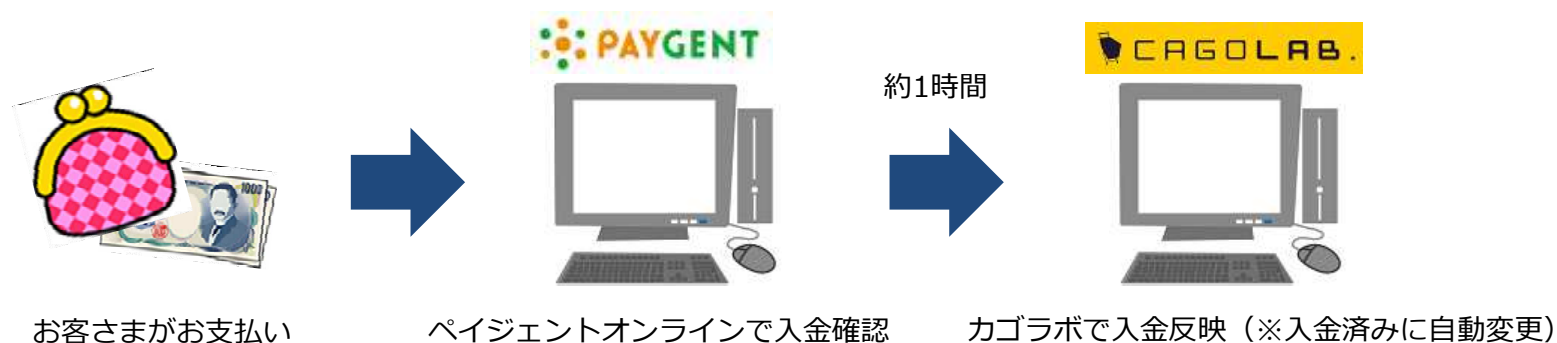 PAYGENT
CAGOLAB.
約1時間
1000
お客さまがお支払い
ペイジェントオンラインで入金確認
カゴラボで入金反映（※入金済みに自動変更）